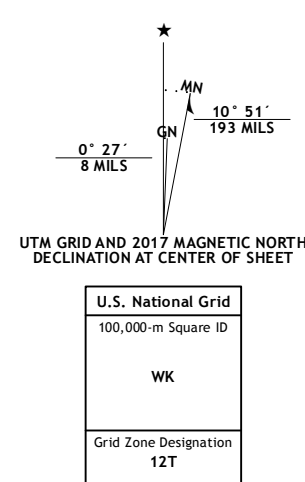 ★
MN
GN
10° 51´
193 MILS
0° 27´
8 MILS
UTM GRID AND 2017 MAGNETIC NORTH
DECLINATION AT CENTER OF SHEET
U.S. National Grid
100,000-m Square ID
WK
Grid Zone Designation
12T